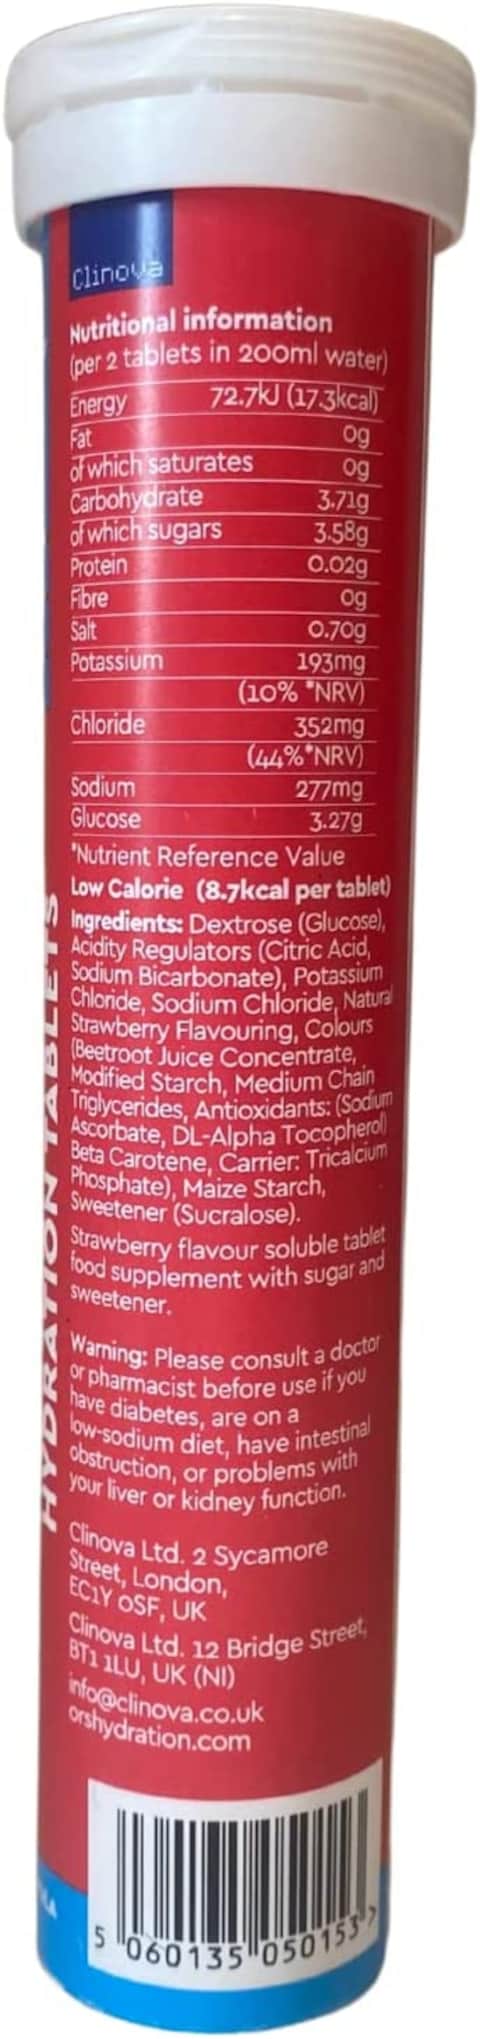 Clinova
Nutritional information
(per 2 tablets in 200ml water)
Energy 72.7kJ (17.3kcal)
Fat 0g
of which saturates 0g
Carbohydrate 3.71g
of which sugars 3.58g
Protein 0.02g
Fibre 0g
Salt 0.70g
Potassium 193mg
(10% *NRV)
Chloride 352mg
(44%*NRV)
Sodium 277mg
Glucose 3.27g
*Nutrient Reference Value
Low Calorie (8.7kcal per tablet)
Ingredients: Dextrose (Glucose),
Acidity Regulators (Citric Acid,
Sodium Bicarbonate), Potassium
Chloride, Sodium Chloride, Natural
Strawberry Flavouring, Colours
(Beetroot Juice Concentrate,
Modified Starch, Medium Chain
Triglycerides, Antioxidants: (Sodium
Ascorbate, DL-Alpha Tocopherol)
Beta Carotene, Carrier: Tricalcium
Phosphate), Maize Starch,
Sweetener (Sucralose).
Strawberry flavour soluble tablet
food supplement with sugar and
sweetener.
Warning: Please consult a doctor
or pharmacist before use if you
have diabetes, are on a
low-sodium diet, have intestinal
obstruction, or problems with
your liver or kidney function.
Clinova Ltd. 2 Sycamore
Street, London,
EC1Y 0SF, UK
Clinova Ltd. 12 Bridge Street,
BT1 1LU, UK (NI)
info@clinova.co.uk
orshydration.com
5 060135 050153 >
HYDRATION TABLETS